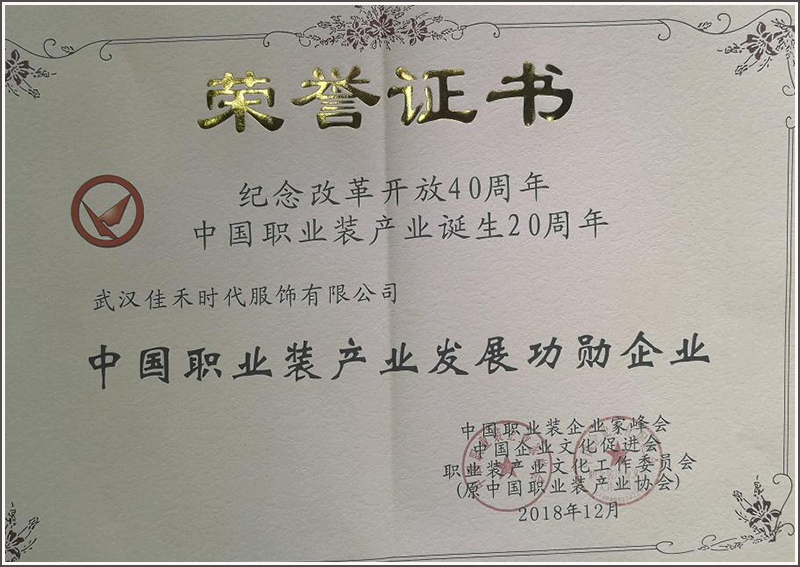 荣誉证书
纪念改革开放40周年
中国职业装产业诞生20周年
武汉佳禾时代服饰有限公司
中国职业装产业发展功勋企业
中国职业装企业家峰会
中国企业文化促进会
职业装产业文化工作委员会
(原中国职业装产业协会)
2018年12月